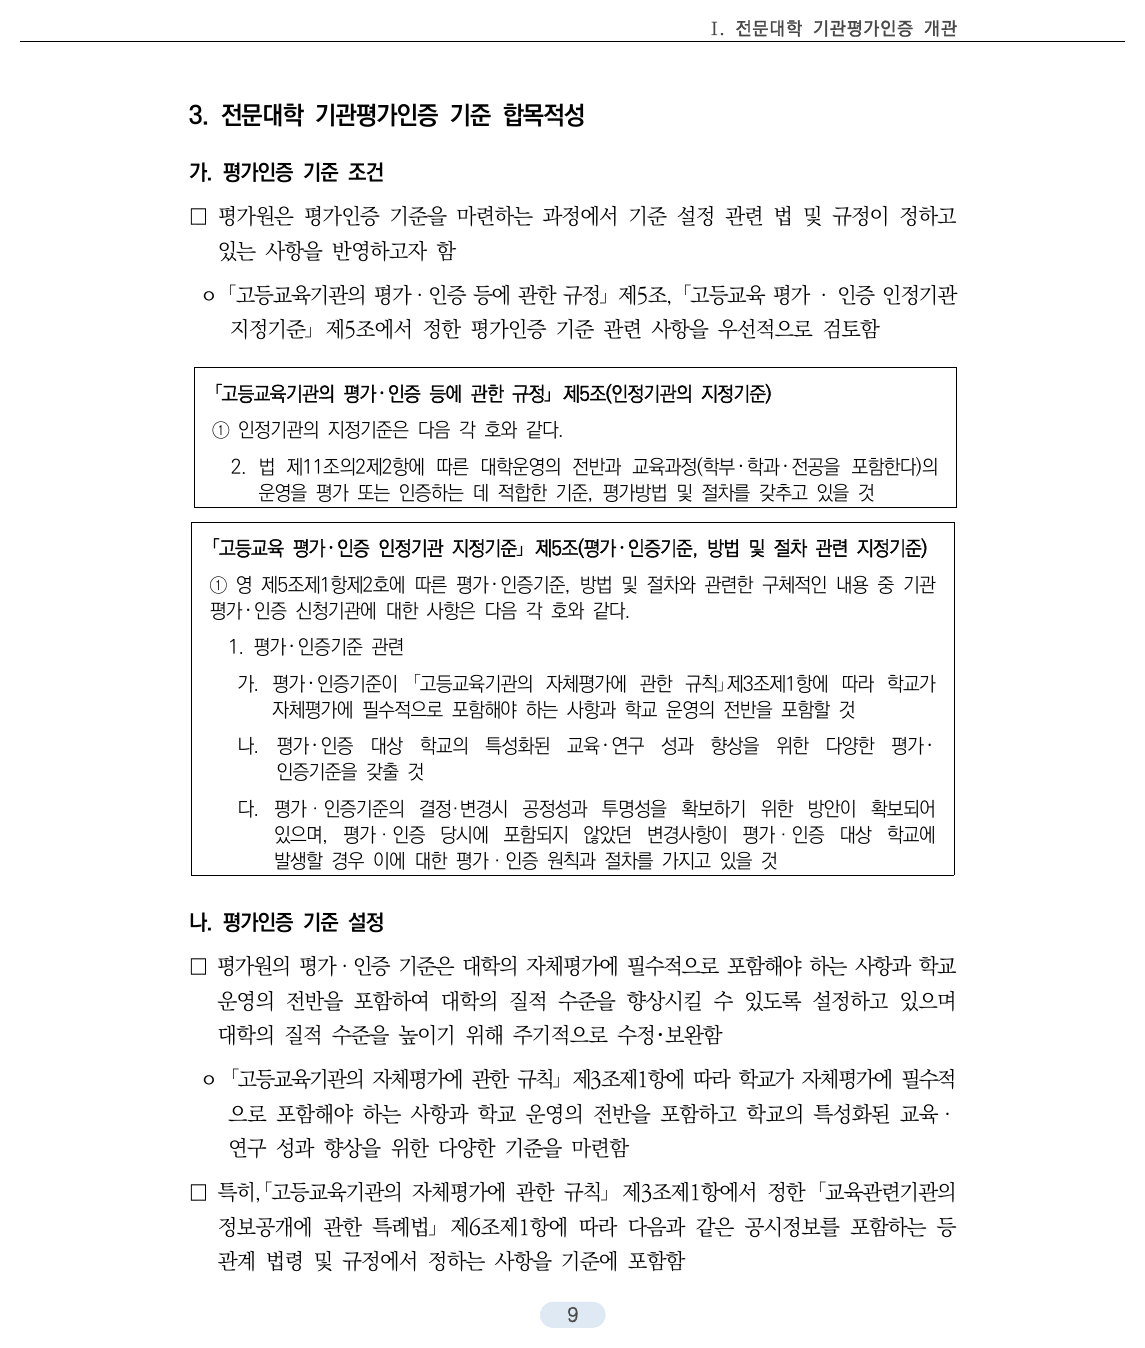 I. 전문대학 기관평가인증 개관
3. 전문대학 기관평가인증 기준 합목적성
가. 평가인증 기준 조건
□ 평가원은 평가인증 기준을 마련하는 과정에서 기준 설정 관련 법 및 규정이 정하고
있는 사항을 반영하고자 함
ㅇ「고등교육기관의 평가·인증 등에 관한 규정」제5조,「고등교육 평가 · 인증 인정기관
지정기준」제5조에서 정한 평가인증 기준 관련 사항을 우선적으로 검토함
「고등교육기관의 평가·인증 등에 관한 규정」제5조(인정기관의 지정기준)
① 인정기관의 지정기준은 다음 각 호와 같다.
2. 법 제11조의2제2항에 따른 대학운영의 전반과 교육과정(학부·학과·전공을 포함한다)의
운영을 평가 또는 인증하는 데 적합한 기준, 평가방법 및 절차를 갖추고 있을 것
「고등교육 평가·인증 인정기관 지정기준」제5조(평가·인증기준, 방법 및 절차 관련 지정기준)
① 영 제5조제1항제2호에 따른 평가·인증기준, 방법 및 절차와 관련한 구체적인 내용 중 기관
평가·인증 신청기관에 대한 사항은 다음 각 호와 같다.
1. 평가·인증기준 관련
가. 평가·인증기준이 「고등교육기관의 자체평가에 관한 규칙」제3조제1항에 따라 학교가
자체평가에 필수적으로 포함해야 하는 사항과 학교 운영의 전반을 포함할 것
나. 평가·인증 대상 학교의 특성화된 교육·연구 성과 향상을 위한 다양한 평가·
인증기준을 갖출 것
다. 평가·인증기준의 결정·변경시 공정성과 투명성을 확보하기 위한 방안이 확보되어
있으며, 평가·인증 당시에 포함되지 않았던 변경사항이 평가·인증 대상 학교에
발생할 경우 이에 대한 평가·인증 원칙과 절차를 가지고 있을 것
나. 평가인증 기준 설정
□ 평가원의 평가·인증 기준은 대학의 자체평가에 필수적으로 포함해야 하는 사항과 학교
운영의 전반을 포함하여 대학의 질적 수준을 향상시킬 수 있도록 설정하고 있으며
대학의 질적 수준을 높이기 위해 주기적으로 수정·보완함
ㅇ「고등교육기관의 자체평가에 관한 규칙」제3조제1항에 따라 학교가 자체평가에 필수적
으로 포함해야 하는 사항과 학교 운영의 전반을 포함하고 학교의 특성화된 교육·
연구 성과 향상을 위한 다양한 기준을 마련함
□ 특히,「고등교육기관의 자체평가에 관한 규칙」제3조제1항에서 정한「교육관련기관의
정보공개에 관한 특례법」제6조제1항에 따라 다음과 같은 공시정보를 포함하는 등
관계 법령 및 규정에서 정하는 사항을 기준에 포함함
9